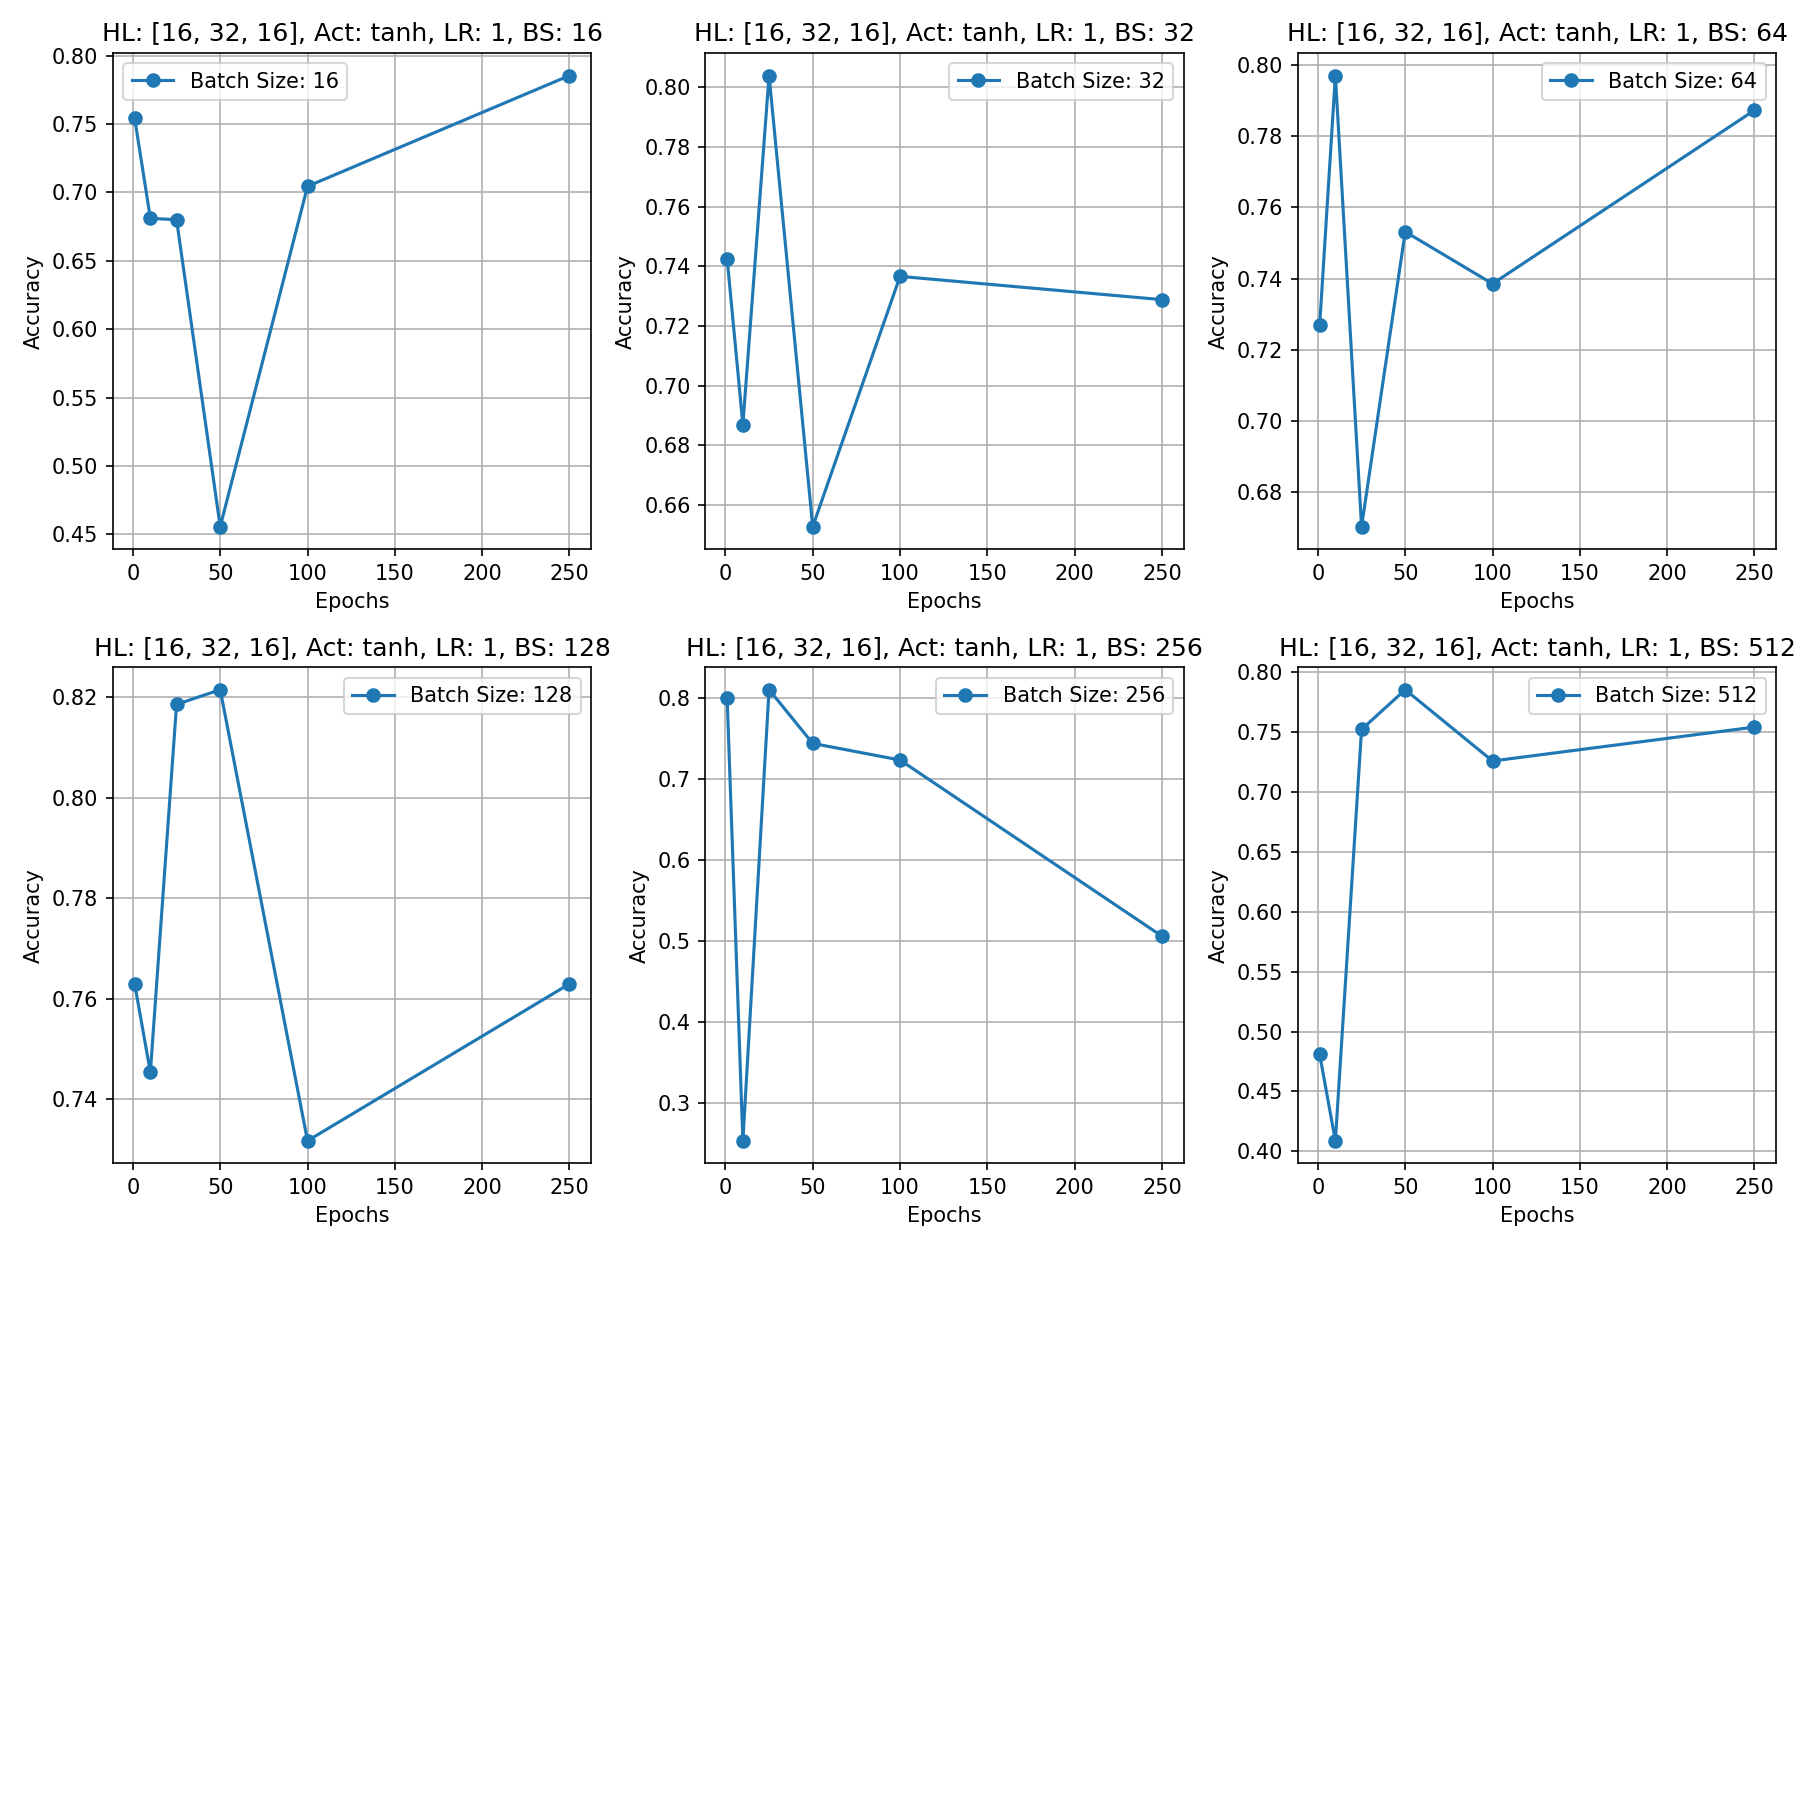 HL: [16, 32, 16], Act: tanh, LR: 1, BS: 16
Batch Size: 16
0.80
0.75
0.70
0.65
0.60
0.55
0.50
0.45
Accuracy
0 50 100 150 200 250
Epochs
HL: [16, 32, 16], Act: tanh, LR: 1, BS: 32
Batch Size: 32
0.80
0.78
0.76
0.74
0.72
0.70
0.68
0.66
Accuracy
0 50 100 150 200 250
Epochs
HL: [16, 32, 16], Act: tanh, LR: 1, BS: 64
Batch Size: 64
0.80
0.78
0.76
0.74
0.72
0.70
0.68
Accuracy
0 50 100 150 200 250
Epochs
HL: [16, 32, 16], Act: tanh, LR: 1, BS: 128
Batch Size: 128
0.82
0.80
0.78
0.76
0.74
Accuracy
0 50 100 150 200 250
Epochs
HL: [16, 32, 16], Act: tanh, LR: 1, BS: 256
Batch Size: 256
0.8
0.7
0.6
0.5
0.4
0.3
Accuracy
0 50 100 150 200 250
Epochs
HL: [16, 32, 16], Act: tanh, LR: 1, BS: 512
Batch Size: 512
0.80
0.75
0.70
0.65
0.60
0.55
0.50
0.45
0.40
Accuracy
0 50 100 150 200 250
Epochs